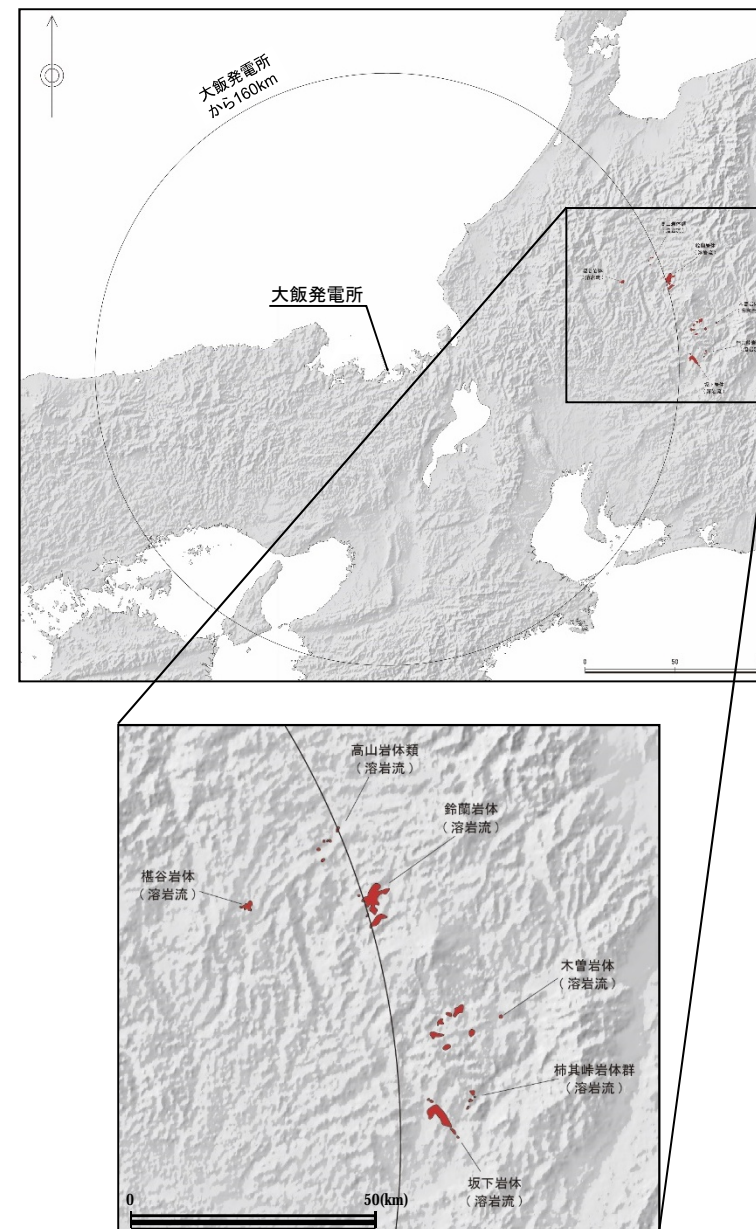 大飯発電所
から160km
大飯発電所
0
50
高山岩体類
（溶岩流）
鈴蘭岩体
（溶岩流）
椹谷岩体
（溶岩流）
木曽岩体
（溶岩流）
柿其峠岩体群
（溶岩流）
坂下岩体
（溶岩流）
0
50(km)